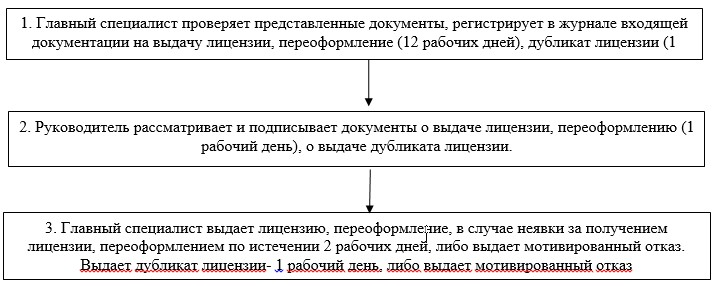 1. Главный специалист проверяет представленные документы, регистрирует в журнале входящей
документации на выдачу лицензии, переоформление (12 рабочих дней), дубликат лицензии (1
2. Руководитель рассматривает и подписывает документы о выдаче лицензии, переоформлению (1
рабочий день), о выдаче дубликата лицензии.
3. Главный специалист выдает лицензию, переоформление, в случае неявки за получением
лицензии, переоформлением по истечении 2 рабочих дней, либо выдает мотивированный отказ.
Выдает дубликат лицензии- 1 рабочий день, либо выдает мотивированный отказ